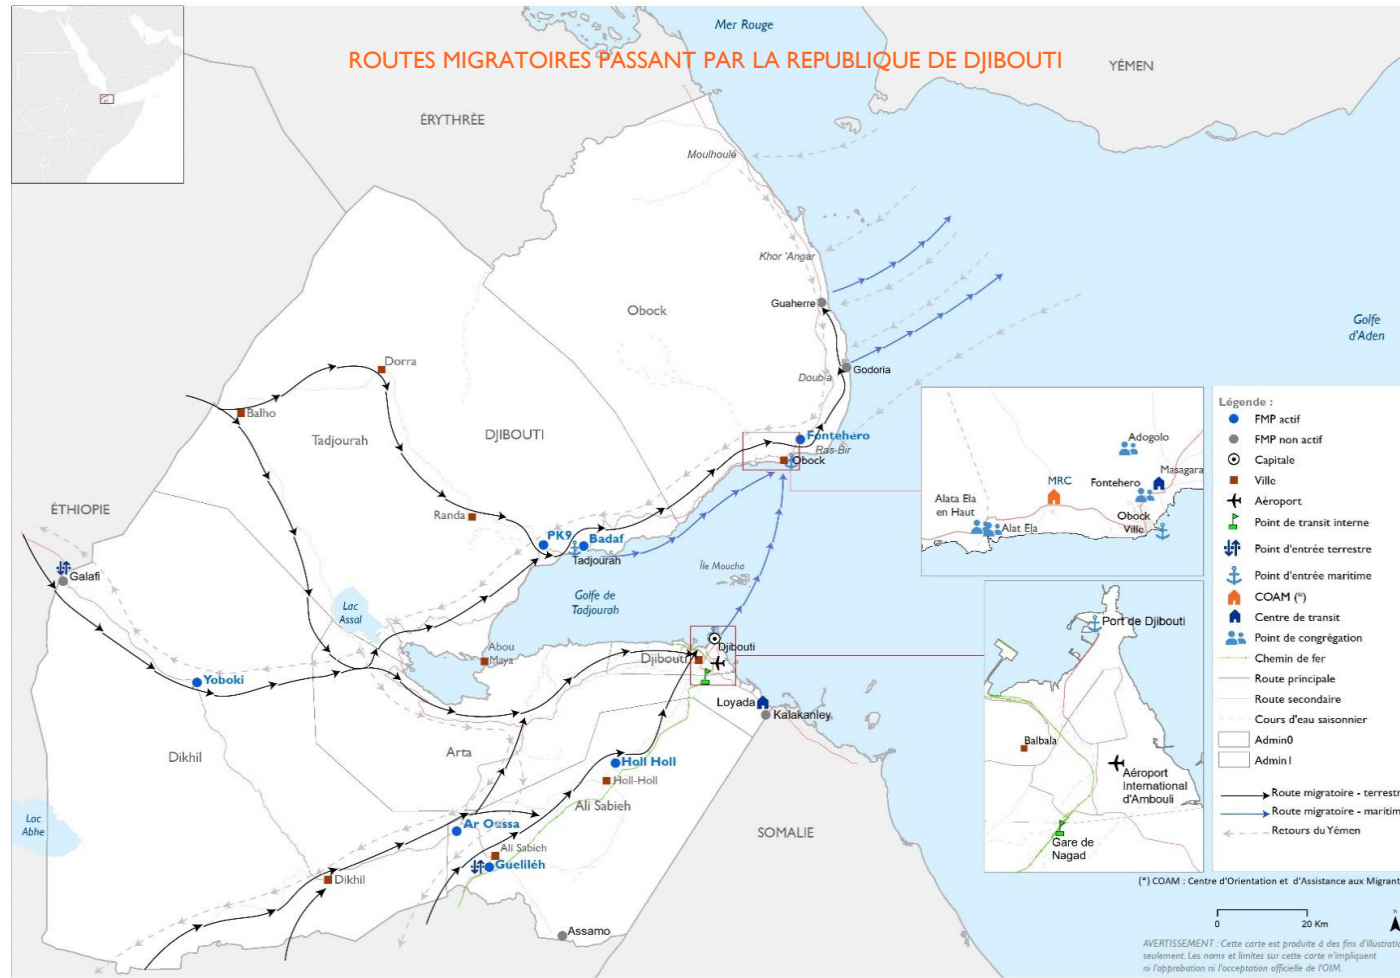 Mer Rouge
ROUTES MIGRATOIRES PASSANT PAR LA REPUBLIQUE DE DJIBOUTI
YÉMEN
ÉRYTHRÉE
Moulhoulé
Khor 'Angar
Guaherre
Obock
Golfe
d'Aden
Dorra
Godoria
Doubia
Balho
Tadjourah
DJIBOUTI
Fontehero
Ras-Bir
Obock
ÉTHIOPIE
Randa
PK9
Badaf
Tadjourah
Galafi
Île Moucha
Golfe de
Tadjourah
Lac
Assal
Abou
Maya
Djibouti
Djibouti
Yoboki
Loyada
Kalakanley
Arta
Dikhil
Holl Holl
Holl-Holl
Ali Sabieh
Lac
Abhe
Ar Oussa
SOMALIE
Ali Sabieh
Gueliléh
Dikhil
Assamo
Adogolo
Masagara
MRC
Fontehero
Alata Ela
en Haut
Alat Ela
Obock
Ville
Port de Djibouti
Balbala
Aéroport
International
d'Ambouli
Gare de
Nagad
Légende :
FMP actif
FMP non actif
Capitale
Ville
Aéroport
Point de transit interne
Point d'entrée terrestre
Point d'entrée maritime
COAM (*)
Centre de transit
Point de congrégation
Chemin de fer
Route principale
Route secondaire
Cours d'eau saisonnier
Admin0
Admin1
Route migratoire - terrestr
Route migratoire - maritim
Retours du Yémen
(*) COAM : Centre d'Orientation et d'Assistance aux Migrant
0 20 Km
N
AVERTISSEMENT : Cette carte est produite à des fins d'illustratio
seulement. Les noms et limites sur cette carte n'impliquent
ni l'approbation ni l'acceptation officielle de l'OIM.